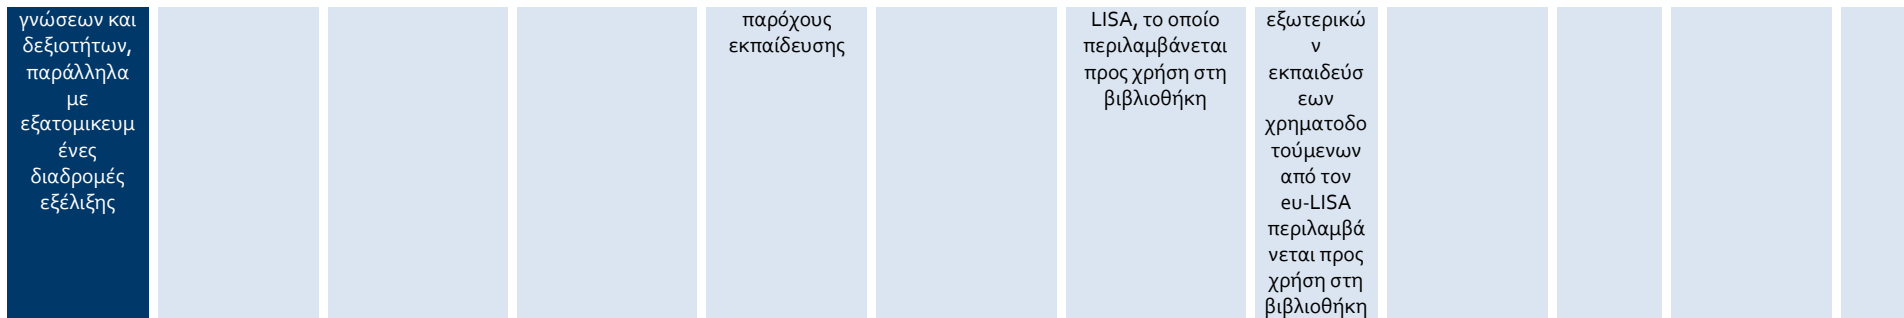 γνώσεων και
δεξιοτήτων,
παράλληλα
με
εξατομικευμ
ένες
διαδρομές
εξέλιξης
παρόχους
εκπαίδευσης
LISA, το οποίο
περιλαμβάνεται
προς χρήση στη
βιβλιοθήκη
εξωτερικώ
ν
εκπαιδεύσ
εων
χρηματοδο
τούμενων
από τον
eu-LISA
περιλαμβά
νεται προς
χρήση στη
βιβλιοθήκη